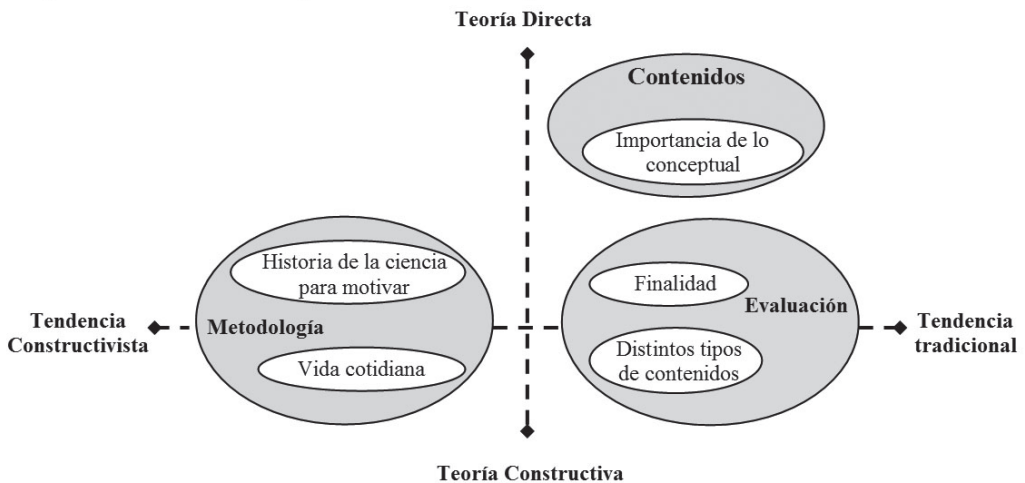 Teoría Directa
Contenidos
Importancia de lo
conceptual
Historia de la ciencia
para motivar
Metodología
Vida cotidiana
Finalidad
Evaluación
Distintos tipos
de contenidos
Tendencia
Constructivista
Tendencia
tradicional
Teoría Constructiva